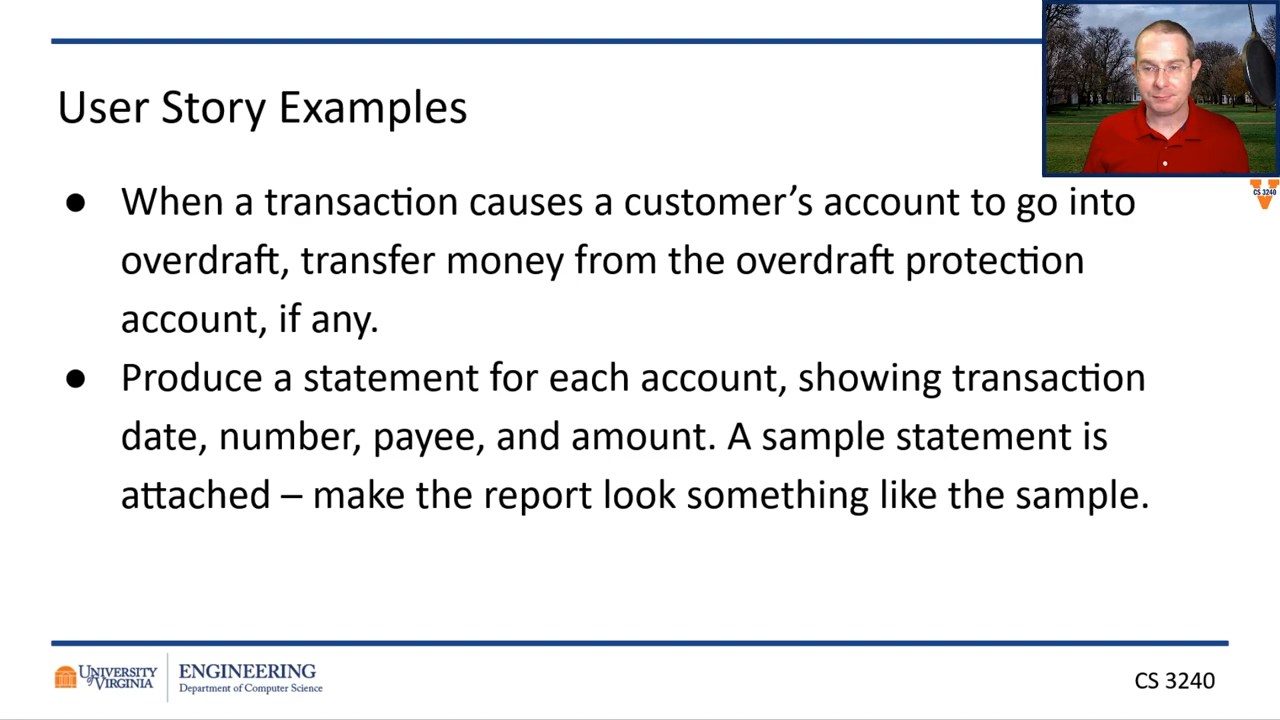 User Story Examples
CS 3240
● When a transaction causes a customer’s account to go into
overdraft, transfer money from the overdraft protection
account, if any.
● Produce a statement for each account, showing transaction
date, number, payee, and amount. A sample statement is
attached – make the report look something like the sample.
UNIVERSITY
of VIRGINIA
ENGINEERING
Department of Computer Science
CS 3240